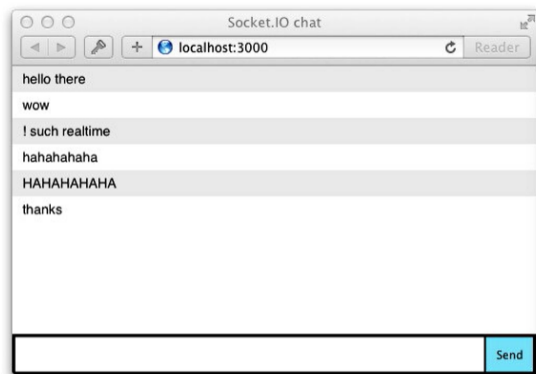 Socket.IO chat
localhost:3000
Reader
hello there
wow
! such realtime
hahahahaha
HAHAHAHAHA
thanks
Send